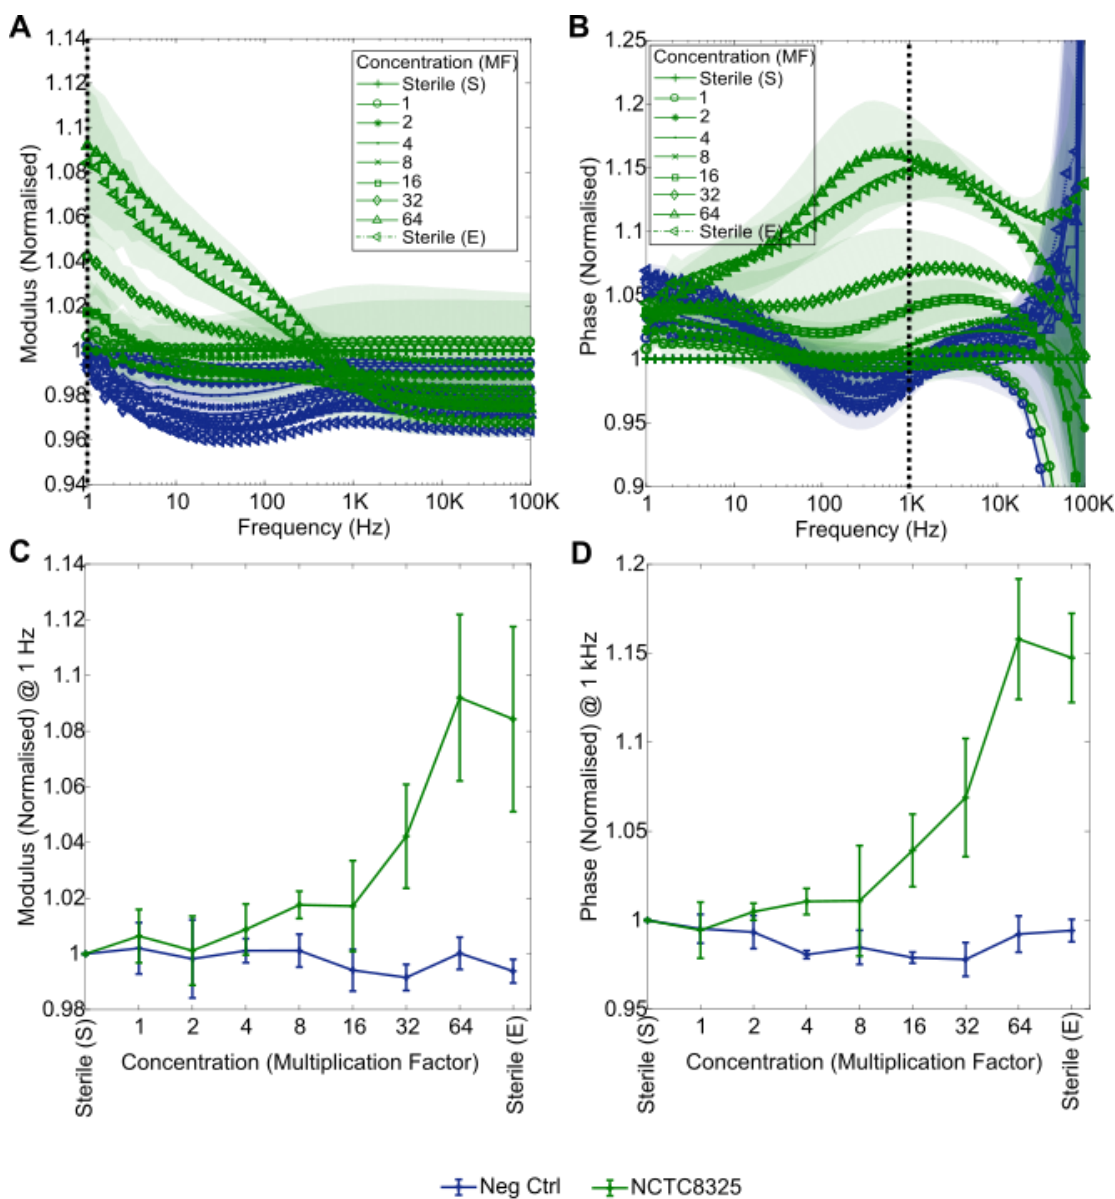 A
1.14
1.12
1.1
1.08
1.06
1.04
1.02
1
0.98
0.96
0.94
Modulus (Normalised)
Concentration (MF)
Sterile (S)
1
2
4
8
16
32
64
Sterile (E)
1
10
100
1K
10K
100K
Frequency (Hz)
B
1.25
1.2
1.15
1.1
1.05
1
0.95
0.9
Phase (Normalised)
Concentration (MF)
Sterile (S)
1
2
4
8
16
32
64
Sterile (E)
1
10
100
1K
10K
100K
Frequency (Hz)
C
1.14
1.12
1.1
1.08
1.06
1.04
1.02
1
0.98
Modulus (Normalised) @ 1 Hz
Sterile (S)
1
2
4
8
16
32
64
Sterile (E)
Concentration (Multiplication Factor)
D
1.2
1.15
1.1
1.05
1
0.95
Phase (Normalised) @ 1 kHz
Sterile (S)
1
2
4
8
16
32
64
Sterile (E)
Concentration (Multiplication Factor)
Neg Ctrl
NCTC8325